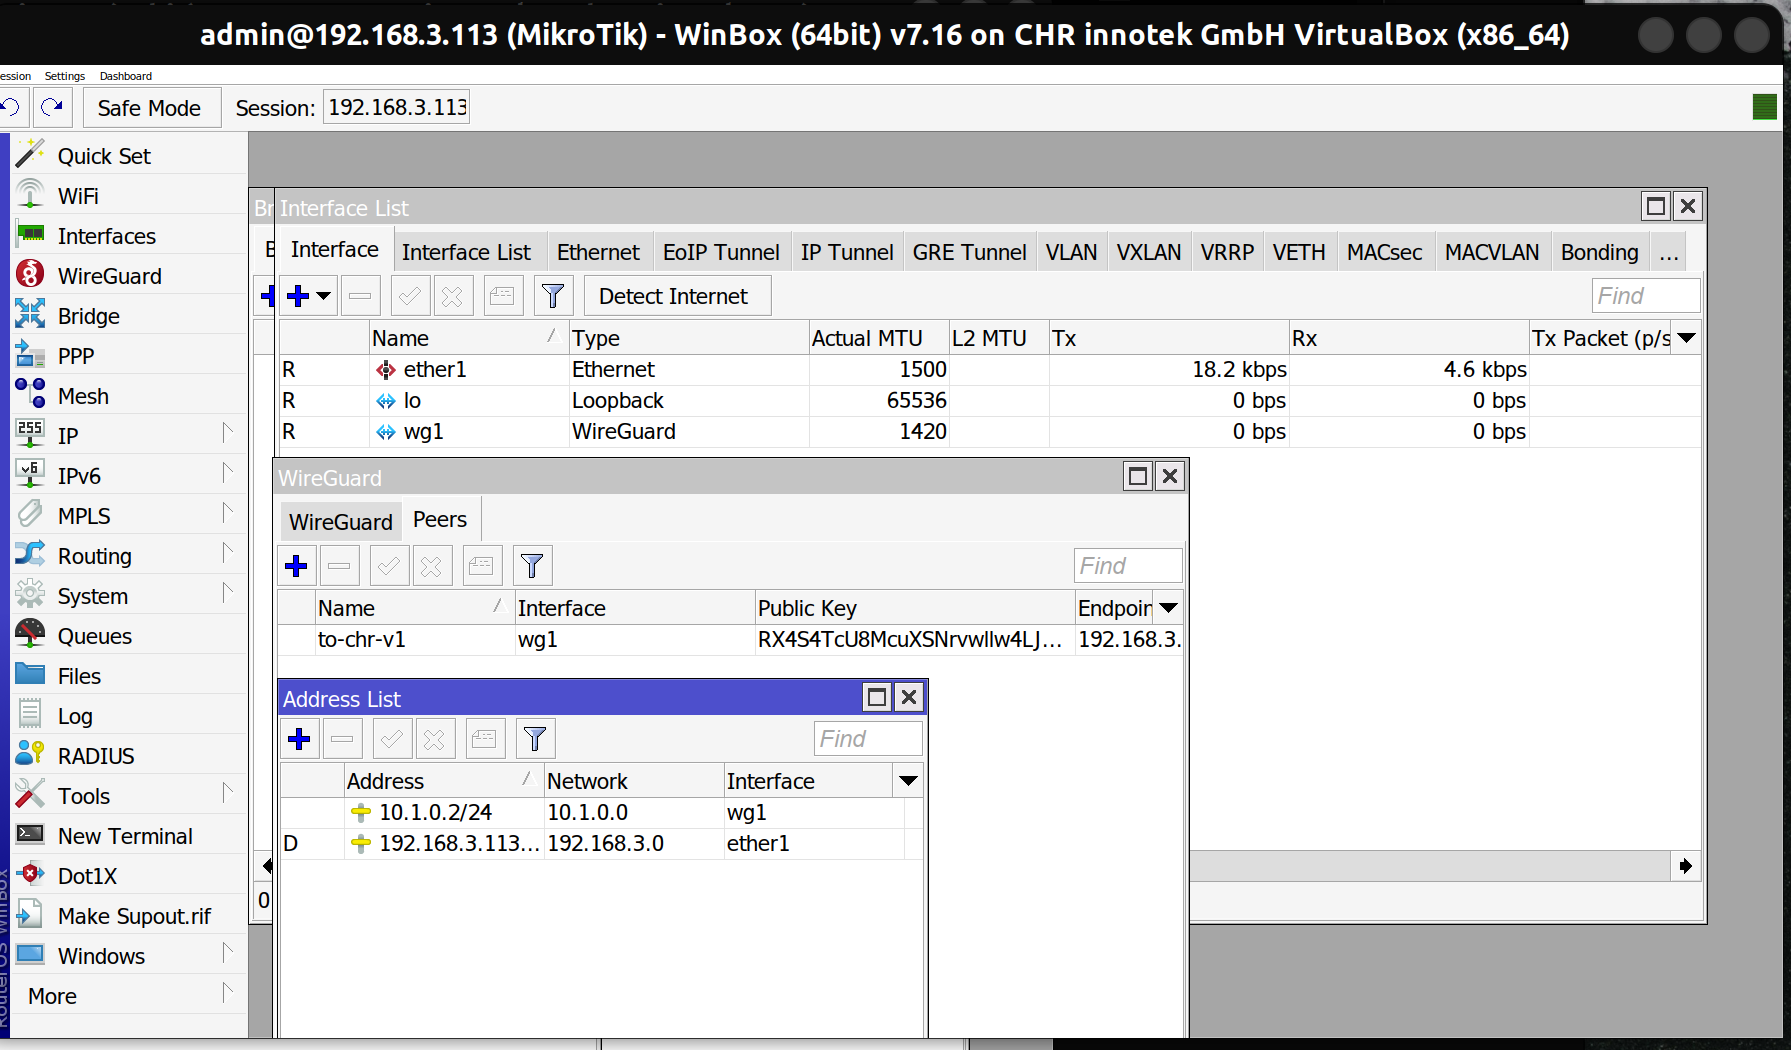 admin@192.168.3.113 (MikroTik) - WinBox (64bit) v7.16 on CHR innotek GmbH VirtualBox (x86_64)
ession Settings Dashboard
Safe Mode Session: 192.168.3.113
Quick Set
WiFi
Interfaces
WireGuard
Bridge
PPP
Mesh
IP
IPv6
MPLS
Routing
System
Queues
Files
Log
RADIUS
Tools
New Terminal
Dot1X
Make Supout.rif
Windows
More
RouterOS WinBox
Br
B
0
Interface List
Interface Interface List Ethernet EoIP Tunnel IP Tunnel GRE Tunnel VLAN VXLAN VRRP VETH MACsec MACVLAN Bonding ...
Detect Internet Find
Name Type Actual MTU L2 MTU Tx Rx Tx Packet (p/s
R ether1 Ethernet 1500 18.2 kbps 4.6 kbps
R lo Loopback 65536 0 bps 0 bps
R wg1 WireGuard 1420 0 bps 0 bps
WireGuard
WireGuard Peers
Find
Name Interface Public Key Endpoin
to-chr-v1 wg1 RX4S4TcU8McuXSNrvwllw4LJ... 192.168.3.
Address List
Find
Address Network Interface
10.1.0.2/24 10.1.0.0 wg1
D 192.168.3.113... 192.168.3.0 ether1